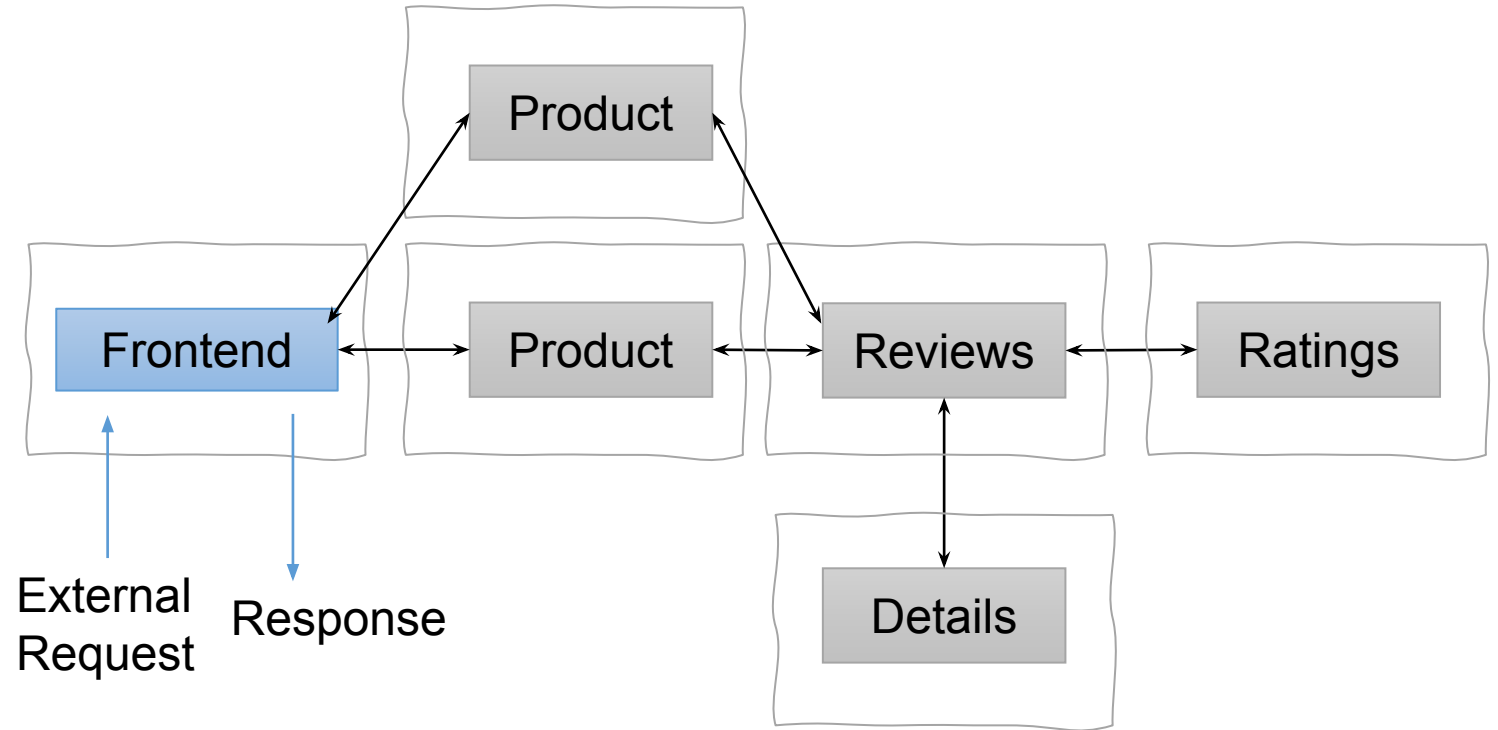 Product
Frontend
Product
Reviews
Ratings
External
Request
Response
Details